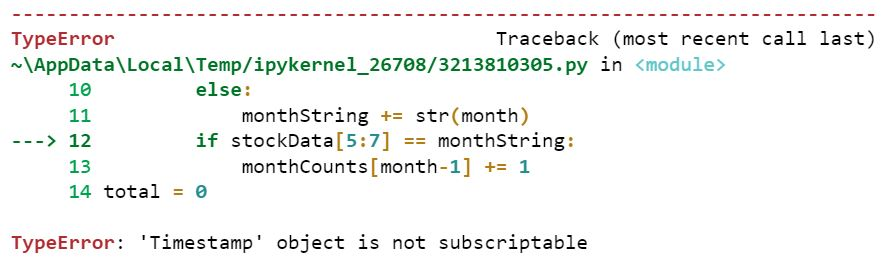 ---------------------------------------------------------------------------
TypeError                                 Traceback (most recent call last)
~\AppData\Local\Temp/ipykernel_26708/3213810305.py in <module>
     10         else:
     11             monthString += str(month)
---> 12         if stockData[5:7] == monthString:
     13             monthCounts[month-1] += 1
     14 total = 0

TypeError: 'Timestamp' object is not subscriptable